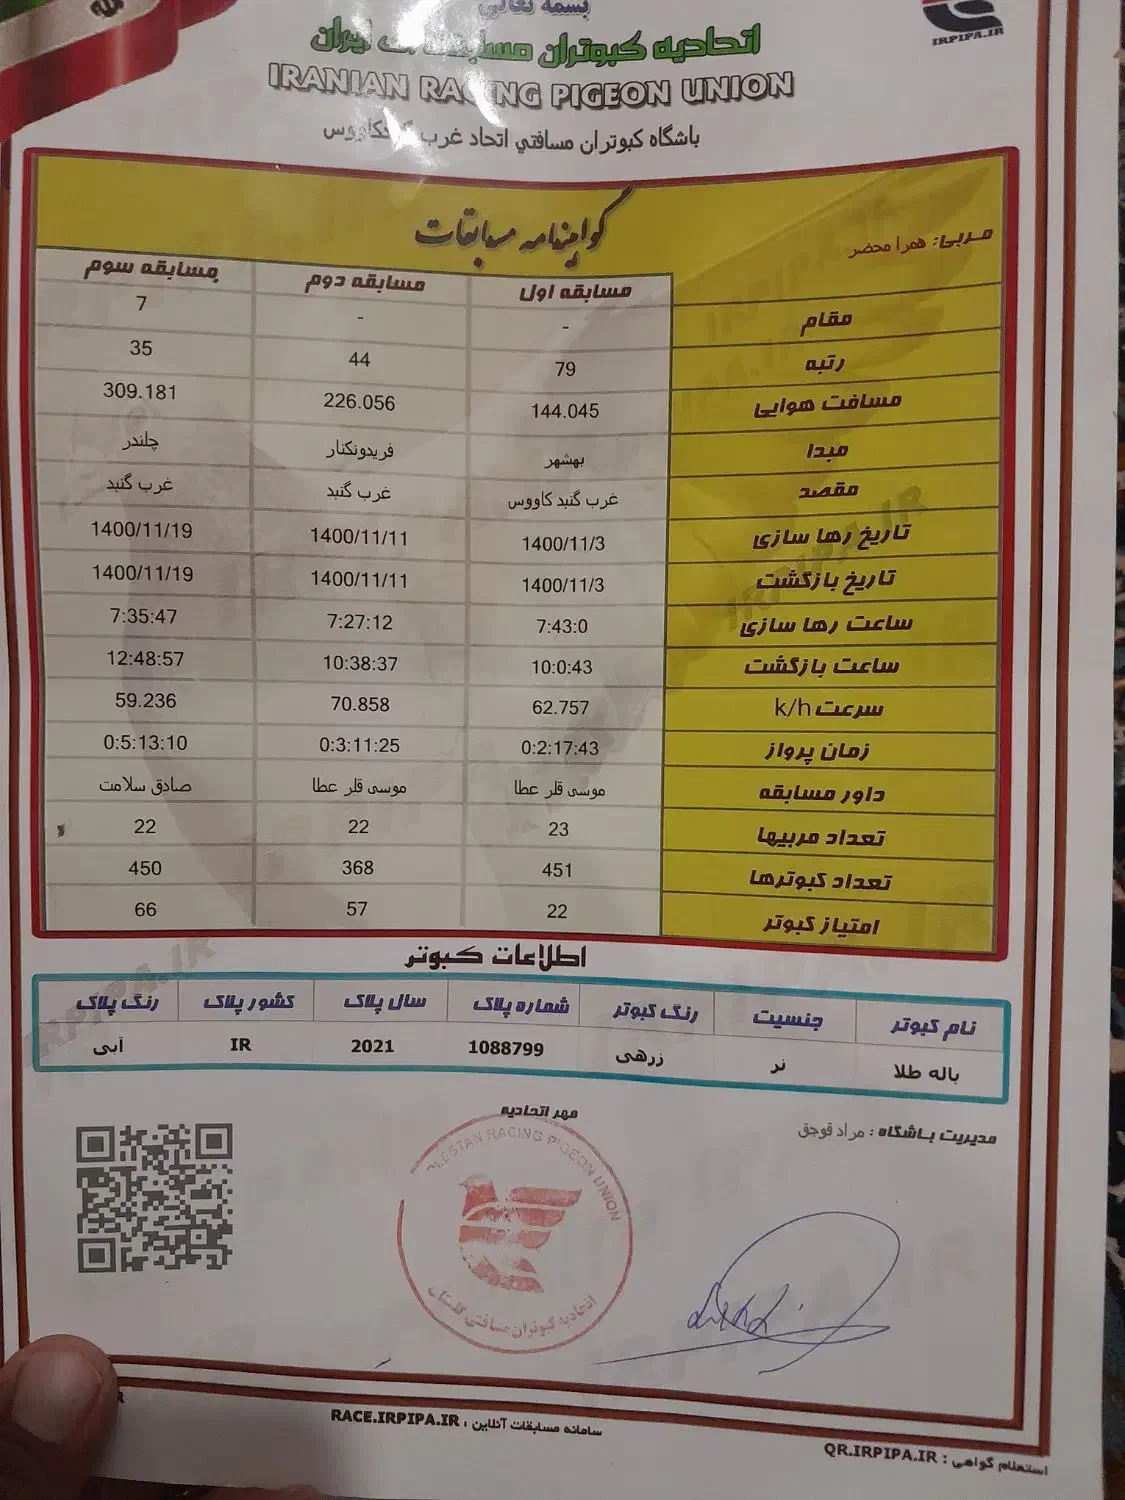 بسمه تعالی
IRPIPA.IR
اتحادیه کبوتران ایران
IRANIAN RACING PIGEON UNION
باشگاه کبوتران مسافتی اتحاد غرب
گواهینامه مسابقات
مربی: همرا محضر
مسابقه اول مسابقه دوم مسابقه سوم
مقام - - 7
رتبه 79 44 35
مسافت هوایی 144.045 226.056 309.181
مبدا بهشهر فریدونکنار چلندر
مقصد غرب گنبد کاووس غرب گنبد غرب گنبد
تاریخ رها سازی 1400/11/3 1400/11/11 1400/11/19
تاریخ بازگشت 1400/11/3 1400/11/11 1400/11/19
ساعت رها سازی 7:43:0 7:27:12 7:35:47
ساعت بازگشت 10:0:43 10:38:37 12:48:57
سرعت k/h 62.757 70.858 59.236
زمان پرواز 0:2:17:43 0:3:11:25 0:5:13:10
داور مسابقه موسی قلر عطا موسی قلر عطا صادق سلامت
تعداد مربیها 23 22 22
تعداد کبوترها 451 368 450
امتیاز کبوتر 22 57 66
اطلاعات کبوتر
نام کبوتر جنسیت رنگ کبوتر شماره پلاک سال پلاک کشور پلاک رنگ پلاک
باله طلا نر زرهی 1088799 2021 IR آبی
مهر اتحادیه
مدیریت باشگاه : مراد قوجق
RACING PIGEON UNION
اتحادیه کبوتران مسافتی گلستان
سامانه مسابقات آنلاین : RACE.IRPIPA.IR
استعلام گواهی : QR.IRPIPA.IR